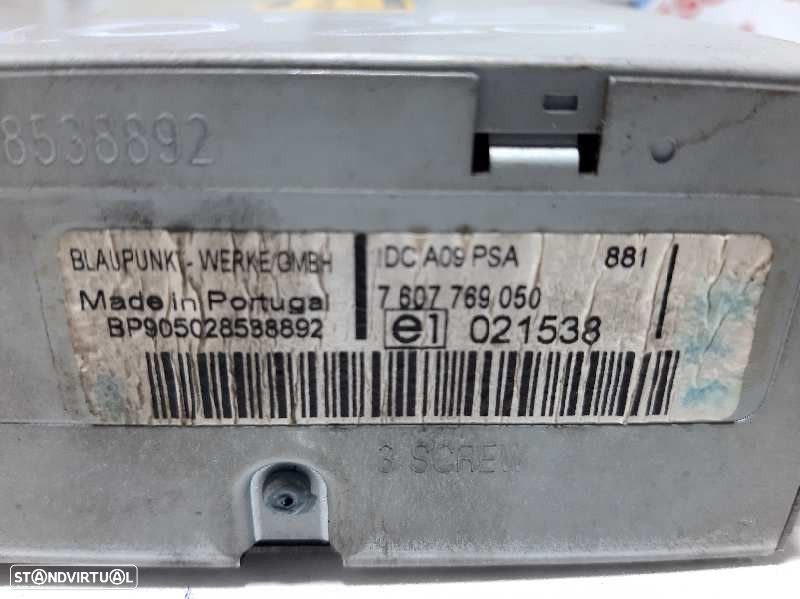 8538892
BLAUPUNKT - WERKE GMBH
IDC A09 PSA 881
Made in Portugal
7 607 769 050
BP905028538892
e1 021538
3 SCREW
STANDVIRTUAL